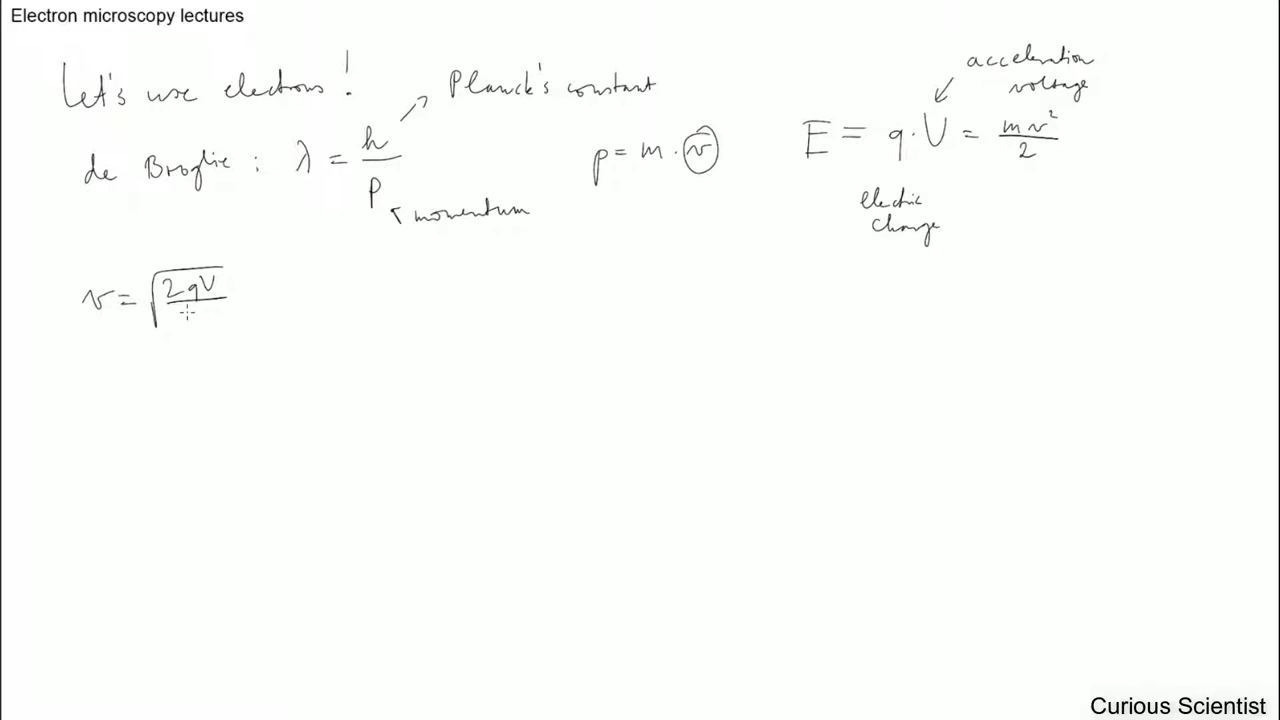 Electron microscopy lectures
Let's use electrons!
Planck's constant
acceleration
voltage
de Broglie : λ = h / p
momentum
p = m · v
E = q · U = mv² / 2
electric
charge
v = √2qU
Curious Scientist